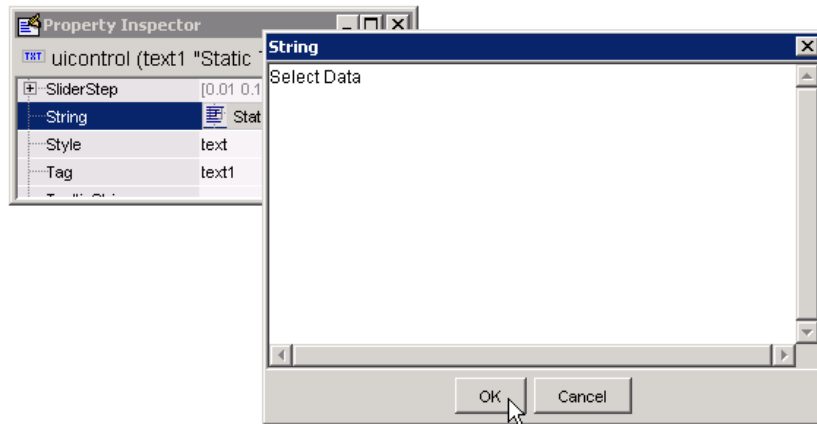 Property Inspector
TXT uicontrol (text1 "Static
SliderStep [0.01 0.1
String Stat
Style text
Tag text1
String
Select Data
OK Cancel